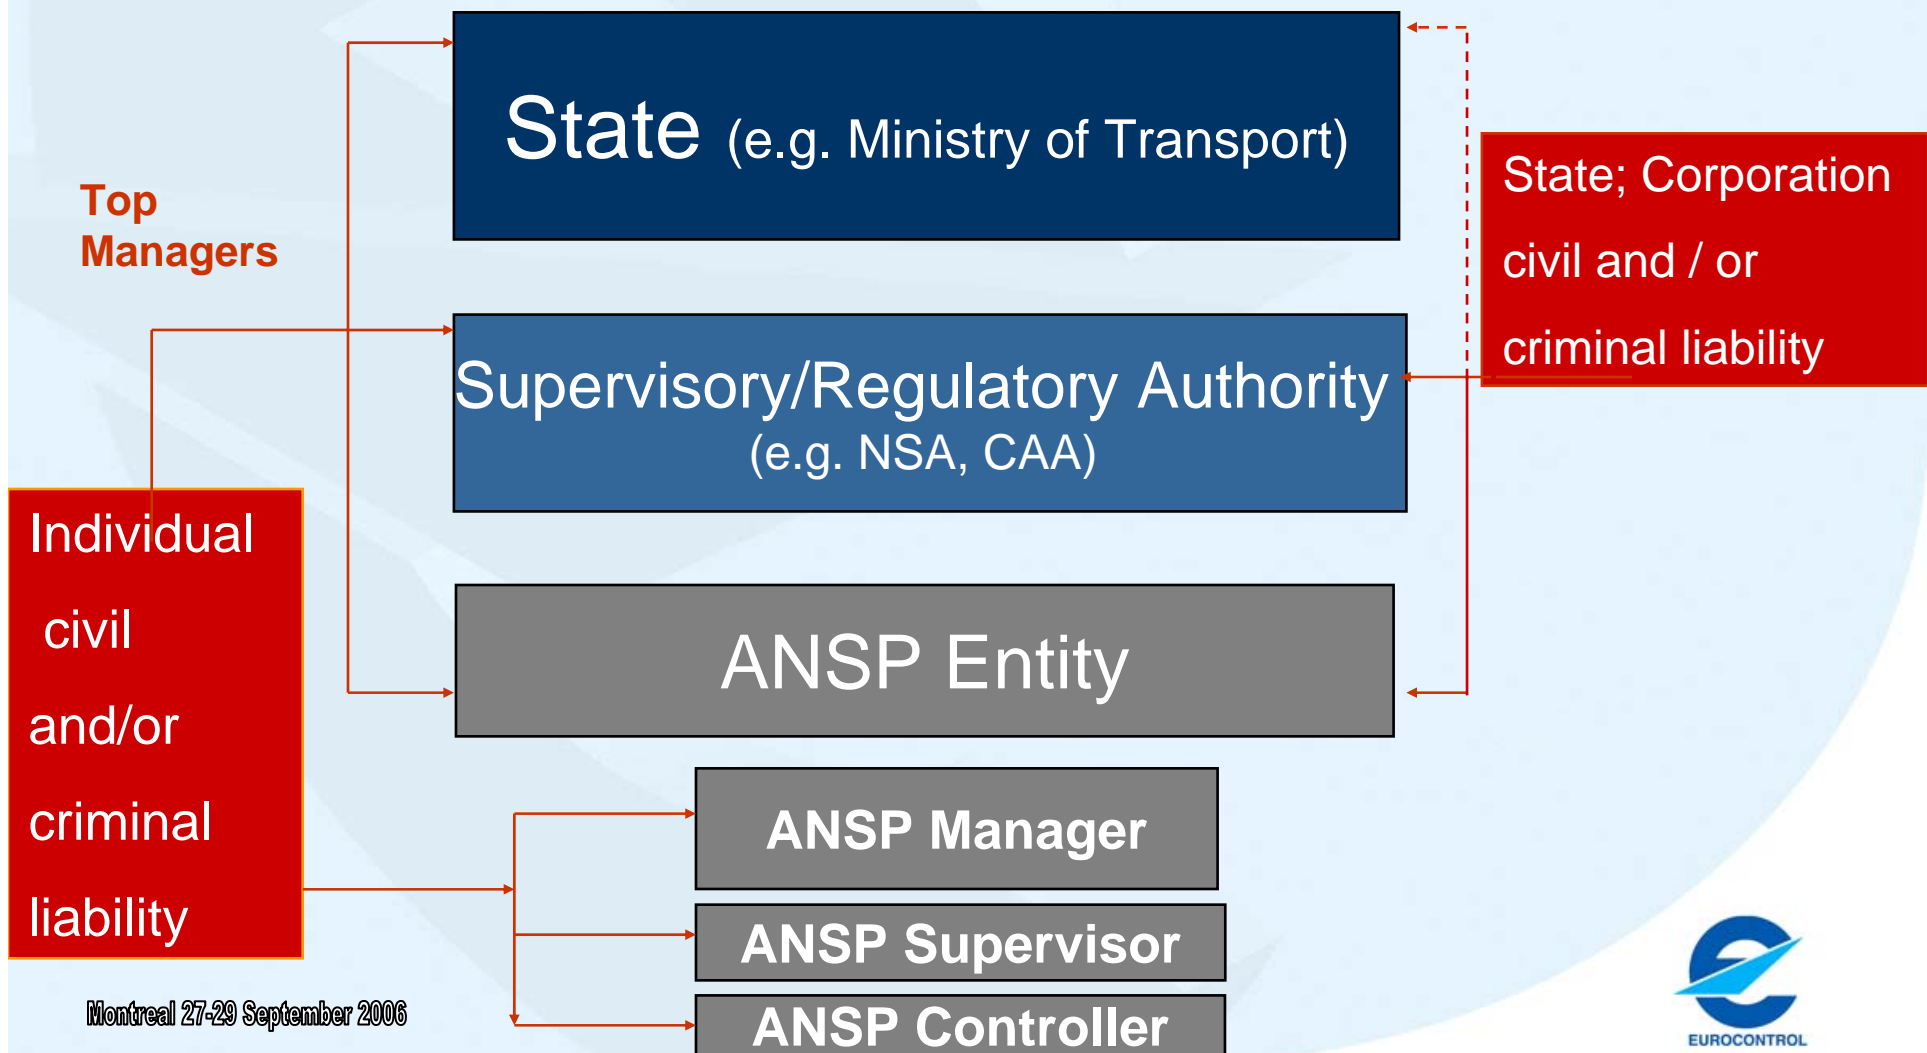 State (e.g. Ministry of Transport)
Top
Managers
State; Corporation
civil and / or
criminal liability
Supervisory/Regulatory Authority
(e.g. NSA, CAA)
Individual
civil
and/or
criminal
liability
ANSP Entity
ANSP Manager
ANSP Supervisor
ANSP Controller
Montreal 27-29 September 2006
EUROCONTROL